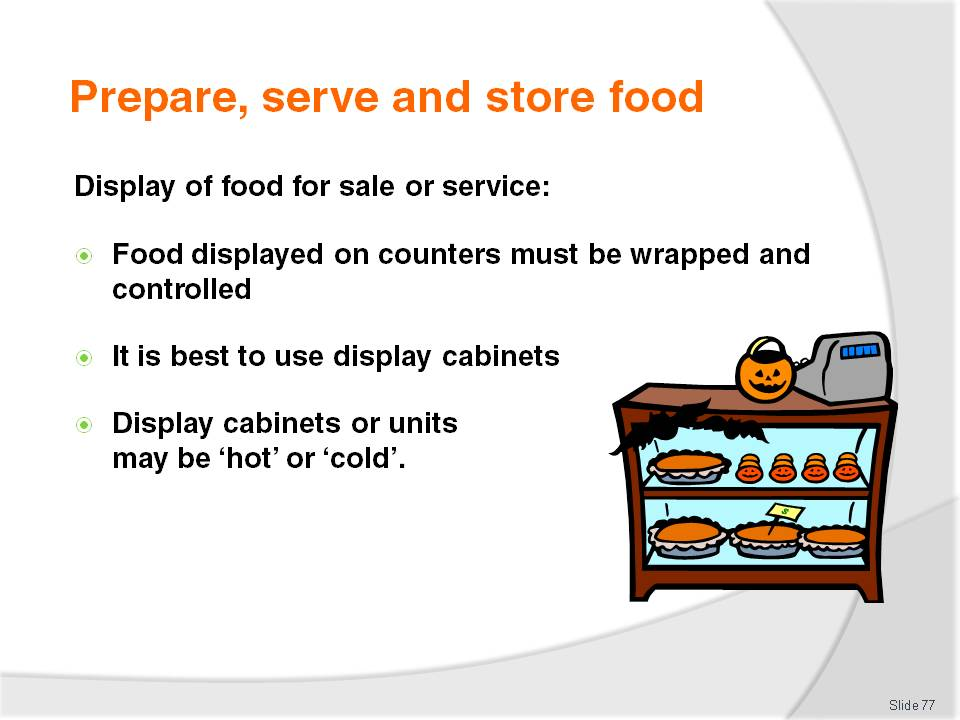 Prepare, serve and store food
Display of food for sale or service:
Food displayed on counters must be wrapped and
controlled
It is best to use display cabinets
Display cabinets or units
may be ‘hot’ or ‘cold’.
$
Slide 77